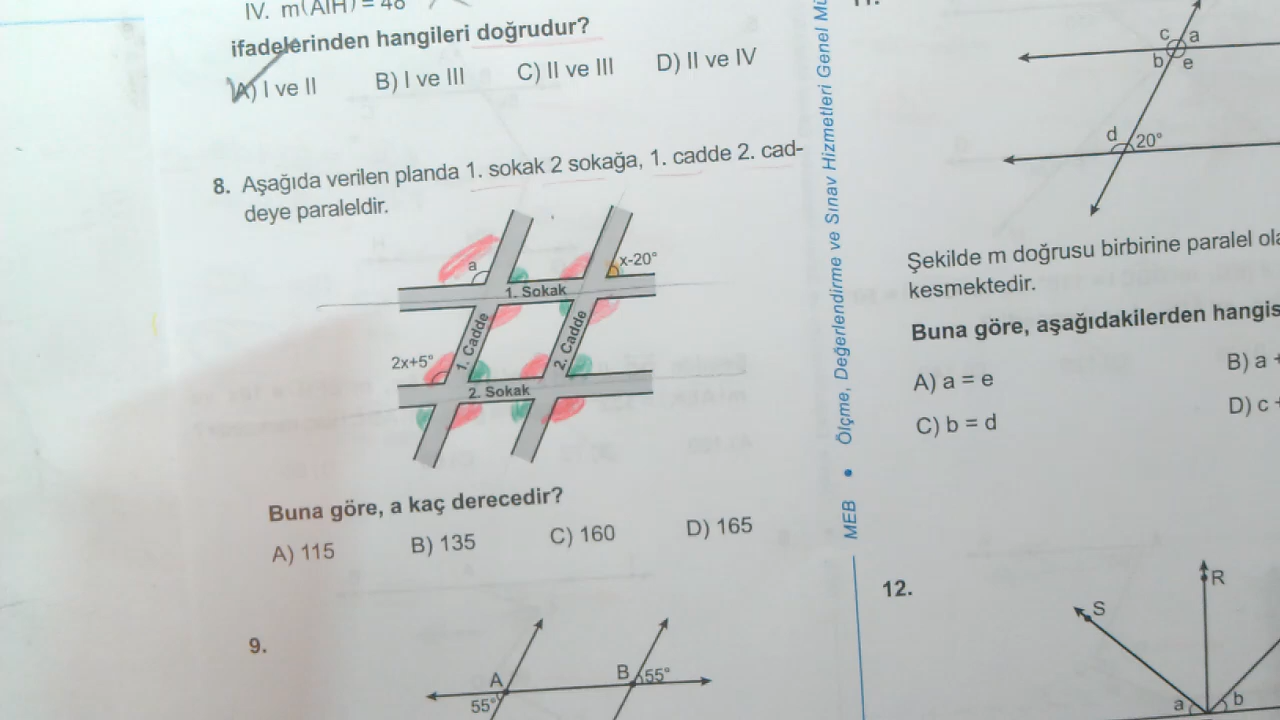 IV. m(AIH) = 48°
ifadelerinden hangileri doğrudur?
A) I ve II B) I ve III C) II ve III D) II ve IV
8. Aşağıda verilen planda 1. sokak 2 sokağa, 1. cadde 2. cad-
deye paraleldir.
a
x-20°
1. Sokak
1. Cadde
2. Cadde
2x+5°
2. Sokak
Buna göre, a kaç derecedir?
A) 115 B) 135 C) 160 D) 165
9.
A
55°
B
55°
MEB • Ölçme, Değerlendirme ve Sınav Hizmetleri Genel Mü
11.
c a
b e
d 20°
Şekilde m doğrusu birbirine paralel ola
kesmektedir.
Buna göre, aşağıdakilerden hangis
A) a = e B) a +
C) b = d D) c +
12.
R
S
a b